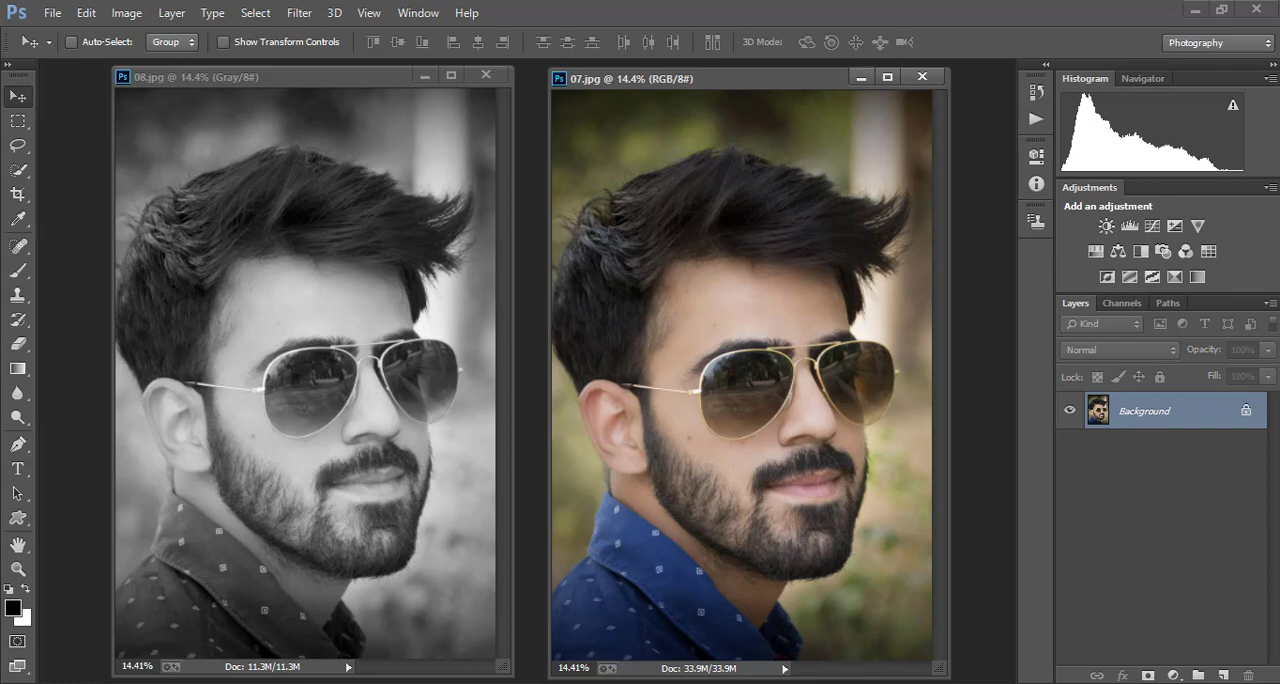 Ps File Edit Image Layer Type Select Filter 3D View Window Help
Auto-Select: Group Show Transform Controls 3D Mode: Photography
Ps 08.jpg @ 14.4% (Gray/8#)
14.41% Doc: 11.3M/11.3M
Ps 07.jpg @ 14.4% (RGB/8#)
14.41% Doc: 33.9M/33.9M
Histogram Navigator
Adjustments
Add an adjustment
Layers Channels Paths
Kind
Normal Opacity: 100%
Lock: Fill: 100%
Background
fx